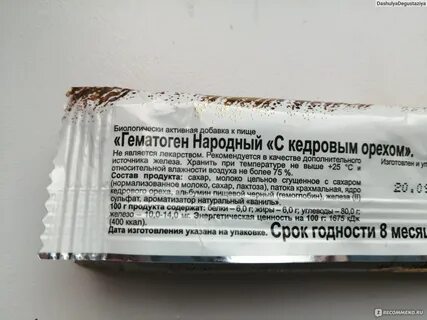 DashulyaDegustaziya
Биологически активная добавка к пище
«Гематоген Народный «С кедровым орехом».
Не является лекарством. Рекомендуется в качестве дополнительного
источника железа. Хранить при температуре не выше +25 °С и
относительной влажности воздуха не более 75 %.
Состав продукта: сахар, молоко цельное сгущенное с сахаром
(нормализованное молоко, сахар, лактоза), патока крахмальная, ядро
кедрового ореха, альбумин пищевой черный (гемоглобин), железа (II)
сульфат, ароматизатор натуральный «ваниль».
100 г продукта содержат: белки – 6,0 г; жиры – 6,0 г; углеводы – 80,0 г;
железо – 10,0-14,0 мг. Энергетическая ценность на 100 г: 1675 кДж
(400 ккал)
Дата изготовления указана на упаковке. Срок годности 8 месяц
Изготовлен и уп
20.09
IRECOMMEND.RU